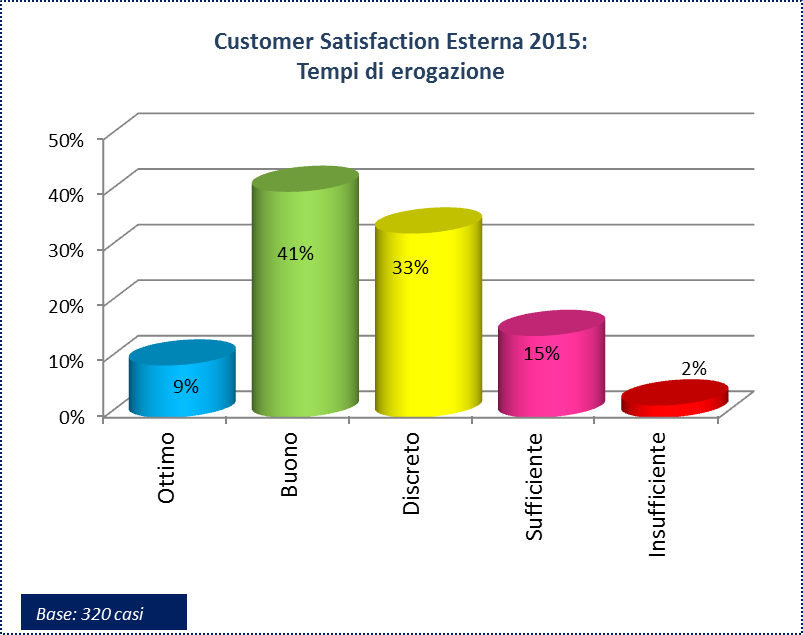 Customer Satisfaction Esterna 2015:
Tempi di erogazione
50%
40%
30%
20%
10%
0%
9%
41%
33%
15%
2%
Ottimo
Buono
Discreto
Sufficiente
Insufficiente
Base: 320 casi